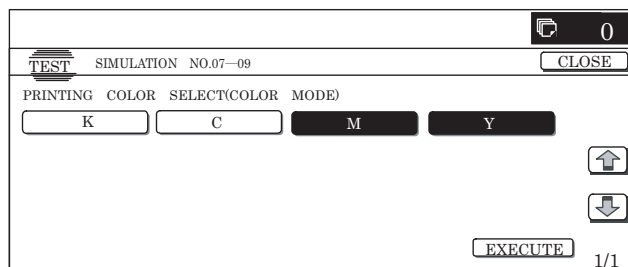 0
TEST SIMULATION NO.07—09 CLOSE
PRINTING COLOR SELECT(COLOR MODE)
K C M Y
EXECUTE 1/1